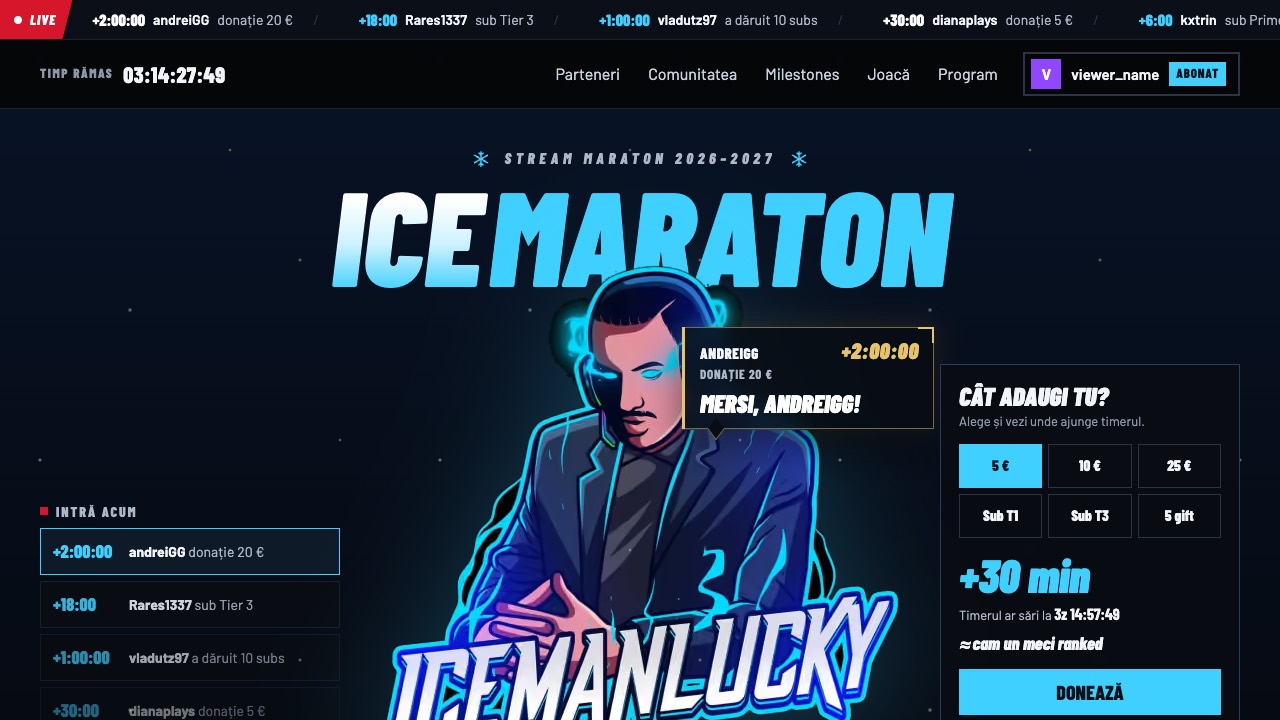 LIVE +2:00:00 andreiGG donație 20 € / +18:00 Rares1337 sub Tier 3 / +1:00:00 vladutz97 a dăruit 10 subs / +30:00 dianaplays donație 5 € / +6:00 kxtrin sub Prime
TIMP RĂMAS 03:14:27:49 Parteneri Comunitatea Milestones Joacă Program V viewer_name ABONAT
STREAM MARATON 2026-2027
ICEMARATON
ANDREIGG +2:00:00
DONAȚIE 20 €
MERSI, ANDREIGG!
INTRĂ ACUM
+2:00:00 andreiGG donație 20 €
+18:00 Rares1337 sub Tier 3
+1:00:00 vladutz97 a dăruit 10 subs
+30:00 dianaplays donație 5 €
ICEMANLUCKY
CÂT ADAUGI TU?
Alege și vezi unde ajunge timerul.
5 € 10 € 25 €
Sub T1 Sub T3 5 gift
+30 min
Timerul ar sări la 3z 14:57:49
≈ cam un meci ranked
DONEAZĂ